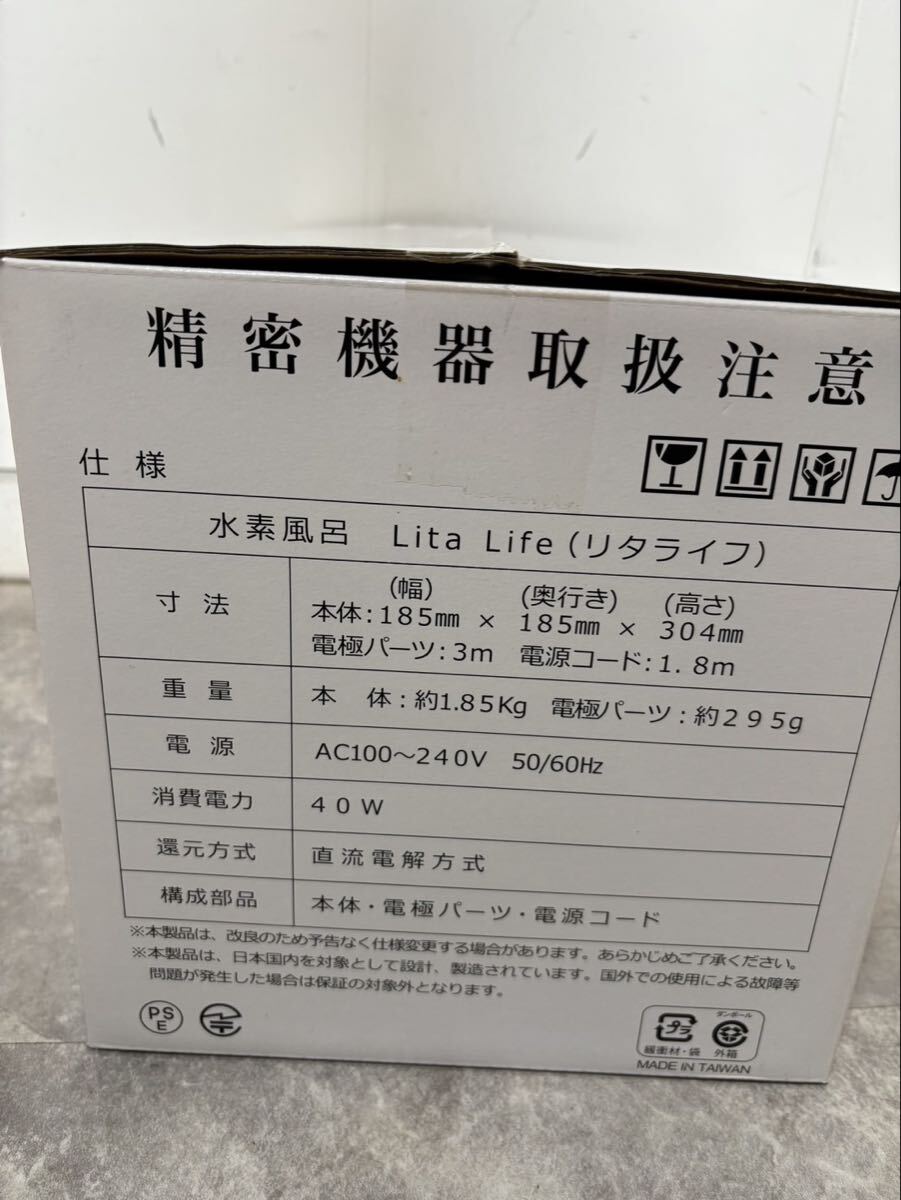 精密機器取扱注意
仕様
水素風呂 Lita Life(リタライフ)
寸法
(幅) (奥行き) (高さ)
本体:185㎜ × 185㎜ × 304㎜
電極パーツ:3m 電源コード:1.8m
重量 本 体:約1.85Kg 電極パーツ:約295g
電源 AC100〜240V 50/60Hz
消費電力 40W
還元方式 直流電解方式
構成部品 本体・電極パーツ・電源コード
※本製品は、改良のため予告なく仕様変更する場合があります。あらかじめご了承ください。
※本製品は、日本国内を対象として設計、製造されています。国外での使用による故障等
問題が発生した場合は保証の対象外となります。
PS
E
プラ
ダンボール
緩衝材・袋 外箱
MADE IN TAIWAN